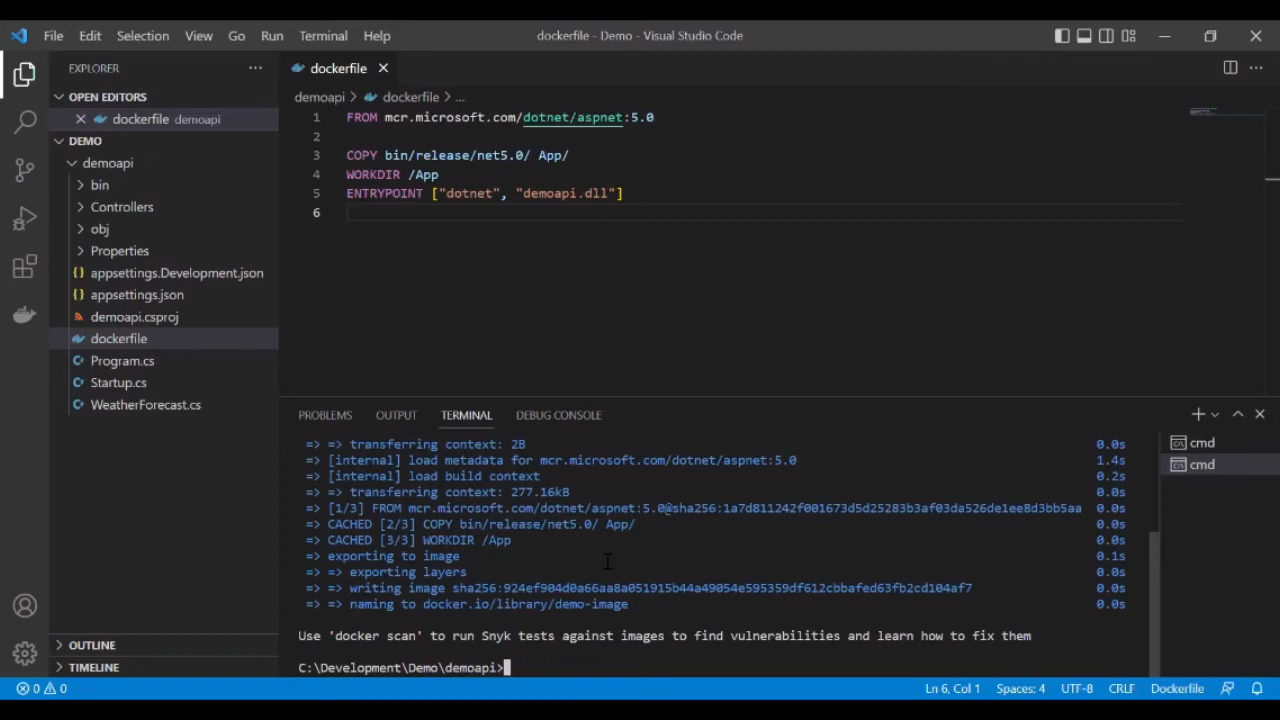 File Edit Selection View Go Run Terminal Help dockerfile - Demo - Visual Studio Code
EXPLORER
OPEN EDITORS
dockerfile demoapi
DEMO
demoapi
bin
Controllers
obj
Properties
appsettings.Development.json
appsettings.json
demoapi.csproj
dockerfile
Program.cs
Startup.cs
WeatherForecast.cs
OUTLINE
TIMELINE
dockerfile
demoapi > dockerfile > ...
1 FROM mcr.microsoft.com/dotnet/aspnet:5.0
2
3 COPY bin/release/net5.0/ App/
4 WORKDIR /App
5 ENTRYPOINT ["dotnet", "demoapi.dll"]
6
PROBLEMS OUTPUT TERMINAL DEBUG CONSOLE
=> => transferring context: 2B 0.0s
=> [internal] load metadata for mcr.microsoft.com/dotnet/aspnet:5.0 1.4s
=> [internal] load build context 0.2s
=> => transferring context: 277.16kB 0.0s
=> [1/3] FROM mcr.microsoft.com/dotnet/aspnet:5.0@sha256:1a7d811242f001673d5d25283b3af03da526de1ee8d3bb5aa 0.0s
=> CACHED [2/3] COPY bin/release/net5.0/ App/ 0.0s
=> CACHED [3/3] WORKDIR /App 0.0s
=> exporting to image 0.1s
=> => exporting layers 0.0s
=> => writing image sha256:924ef904d0a66aa8a051915b44a49054e595359df612cbbafed63fb2cd104af7 0.0s
=> => naming to docker.io/library/demo-image 0.0s
Use 'docker scan' to run Snyk tests against images to find vulnerabilities and learn how to fix them
C:\Development\Demo\demoapi>
cmd
cmd
0 0 Ln 6, Col 1 Spaces: 4 UTF-8 CRLF Dockerfile